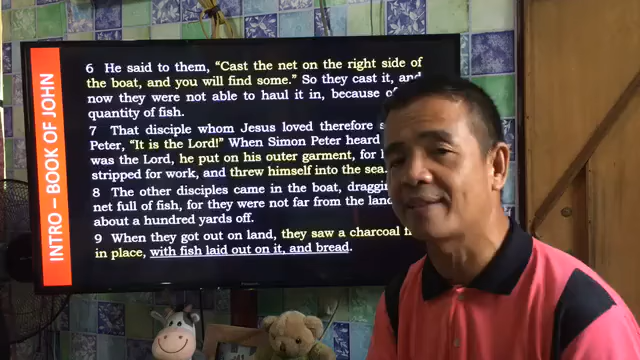 INTRO – BOOK OF JOHN
6 He said to them, “Cast the net on the right side of
the boat, and you will find some.” So they cast it, and
now they were not able to haul it in, because of
quantity of fish.
7 That disciple whom Jesus loved therefore
Peter, “It is the Lord!” When Simon Peter heard
was the Lord, he put on his outer garment, for
stripped for work, and threw himself into the sea.
8 The other disciples came in the boat,
net full of fish, for they were not far from the
about a hundred yards off.
9 When they got out on land, they saw a charcoal
in place, with fish laid out on it, and bread.